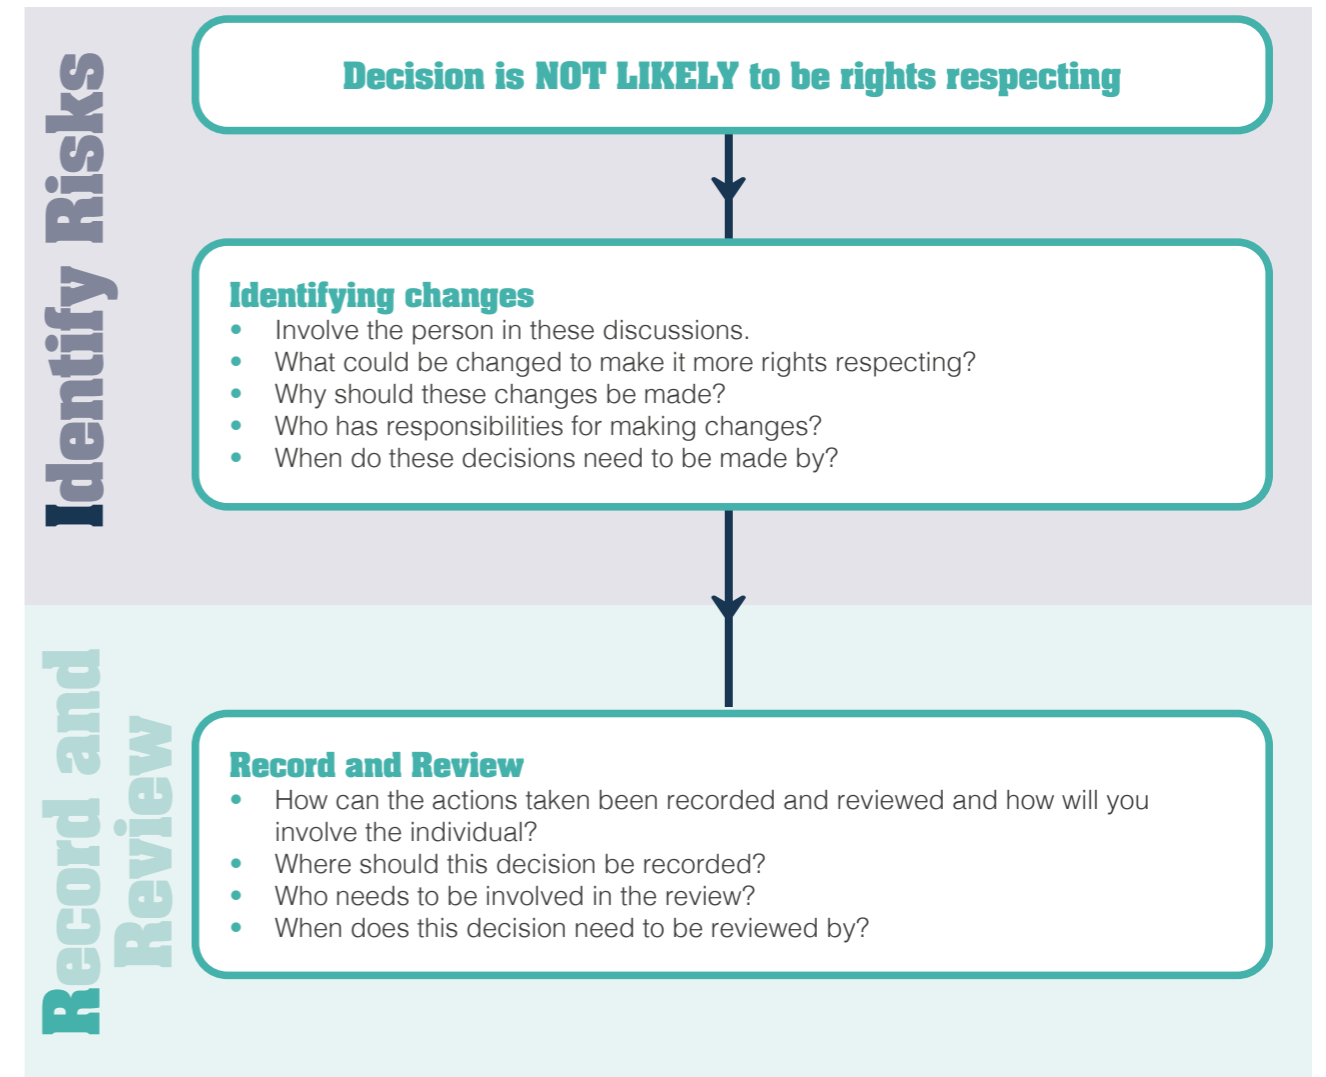 Identify Risks
Decision is NOT LIKELY to be rights respecting
Identifying changes
• Involve the person in these discussions.
• What could be changed to make it more rights respecting?
• Why should these changes be made?
• Who has responsibilities for making changes?
• When do these decisions need to be made by?
Record and
Review
Record and Review
• How can the actions taken been recorded and reviewed and how will you
involve the individual?
• Where should this decision be recorded?
• Who needs to be involved in the review?
• When does this decision need to be reviewed by?